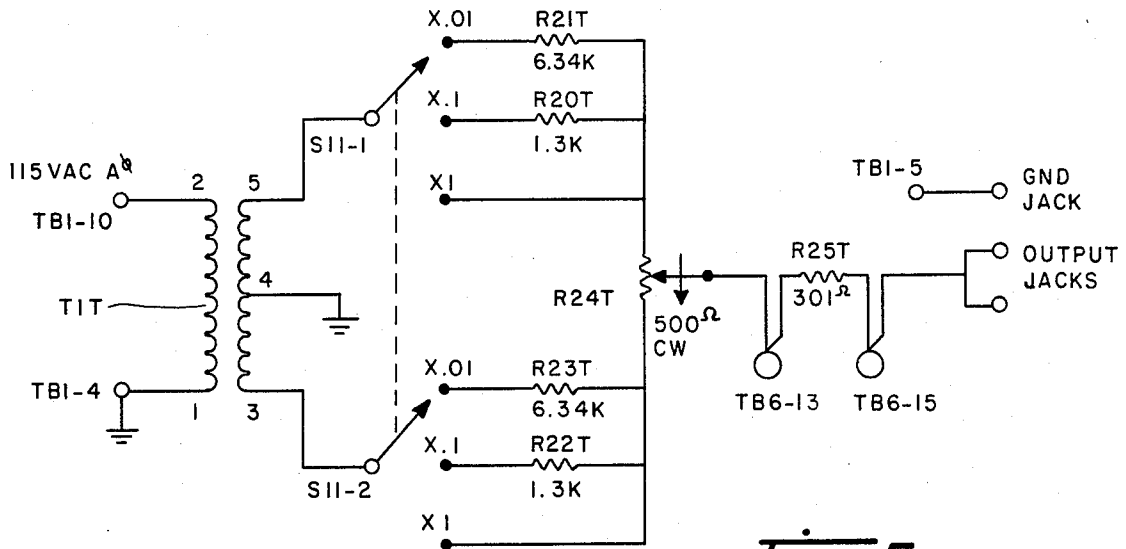 X.01
R21T
6.34K
X.1
R20T
1.3K
S11-1
115VAC Aϕ
TB1-10
2
5
X1
TB1-5
GND
JACK
4
T1T
R24T
500Ω
CW
R25T
301Ω
OUTPUT
JACKS
TB1-4
1
3
X.01
R23T
6.34K
TB6-13
TB6-15
X.1
R22T
1.3K
S11-2
X1